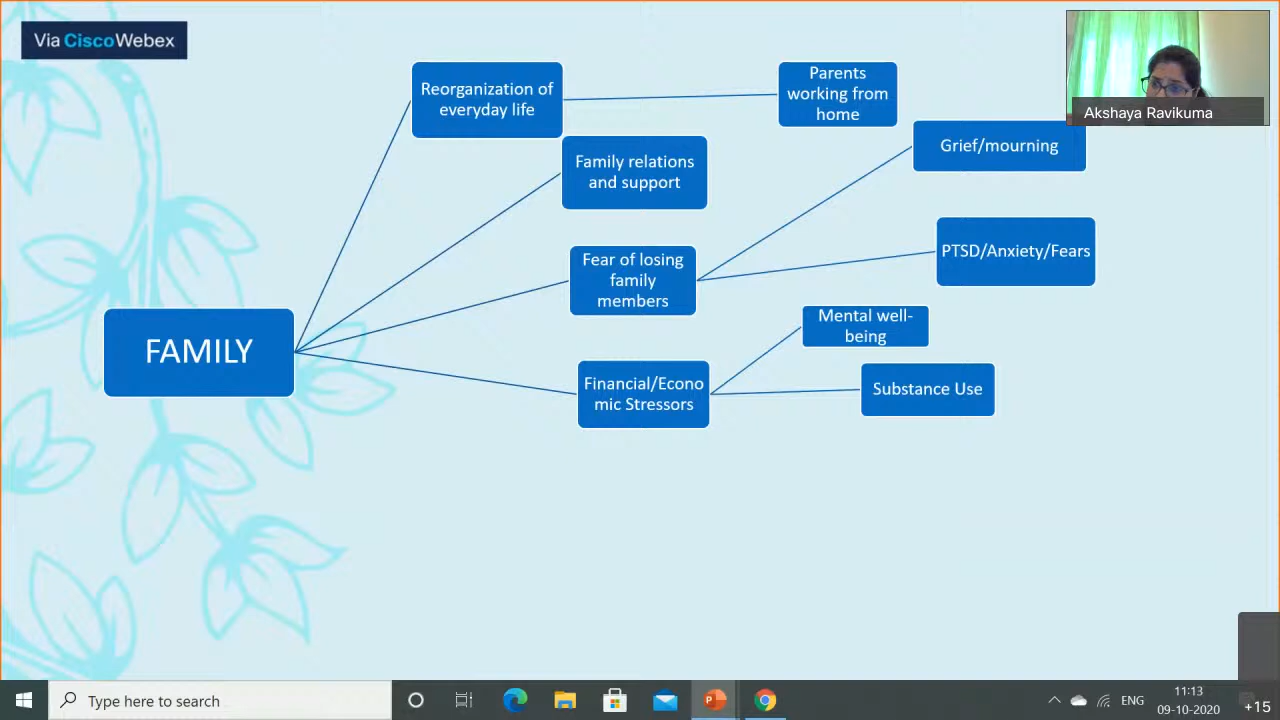 Via CiscoWebex
Akshaya Ravikuma
Reorganization of
everyday life
Parents
working from
home
Family relations
and support
Grief/mourning
Fear of losing
family
members
PTSD/Anxiety/Fears
FAMILY
Mental well-
being
Financial/Econo
mic Stressors
Substance Use
Type here to search
ENG
11:13
09-10-2020
+15